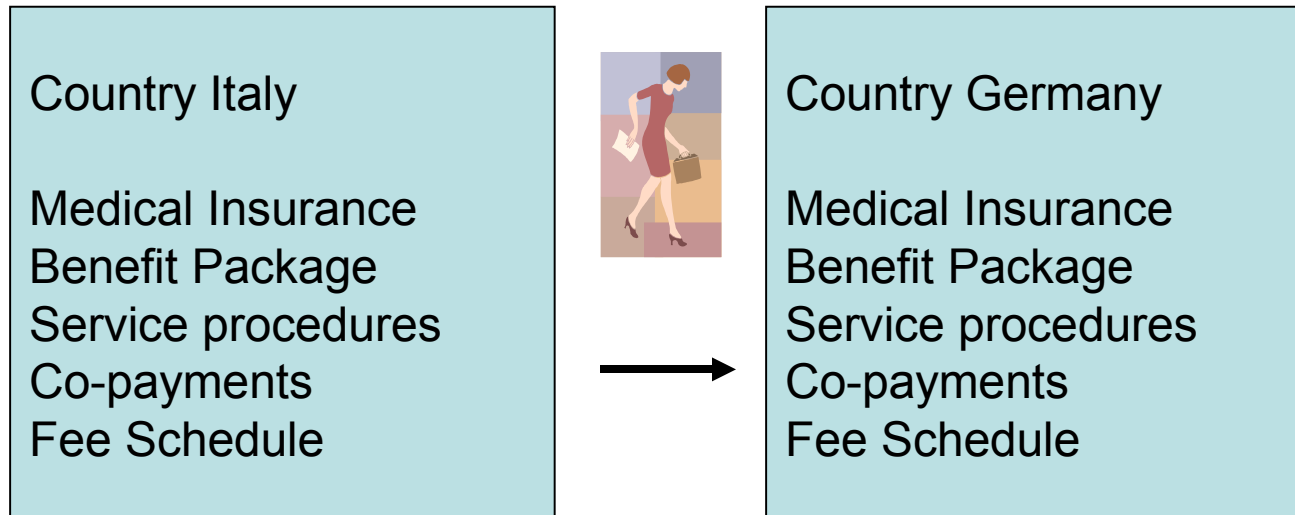 Country Italy
Medical Insurance
Benefit Package
Service procedures
Co-payments
Fee Schedule
Country Germany
Medical Insurance
Benefit Package
Service procedures
Co-payments
Fee Schedule